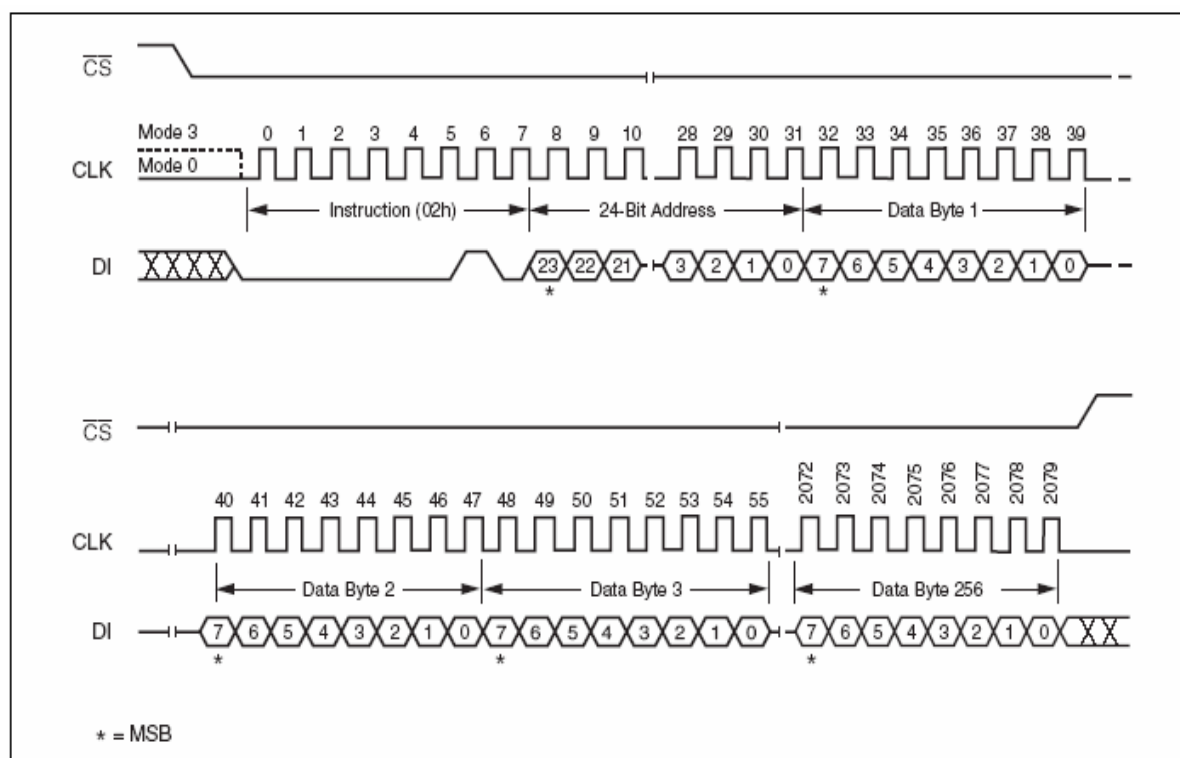 CS
Mode 3 0 1 2 3 4 5 6 7 8 9 10 28 29 30 31 32 33 34 35 36 37 38 39
CLK Mode 0
Instruction (02h) 24-Bit Address Data Byte 1
DI 23 22 21 3 2 1 0 7 6 5 4 3 2 1 0
* *
CS
40 41 42 43 44 45 46 47 48 49 50 51 52 53 54 55 2072 2073 2074 2075 2076 2077 2078 2079
CLK
Data Byte 2 Data Byte 3 Data Byte 256
DI 7 6 5 4 3 2 1 0 7 6 5 4 3 2 1 0 7 6 5 4 3 2 1 0
* * *
* = MSB